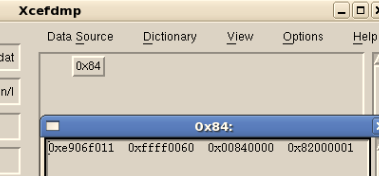 Xcefdmp
Data Source Dictionary View Options Help
dat
0x84
n/l
0x84:
0xe906f011 0xffff0060 0x00840000 0x82000001